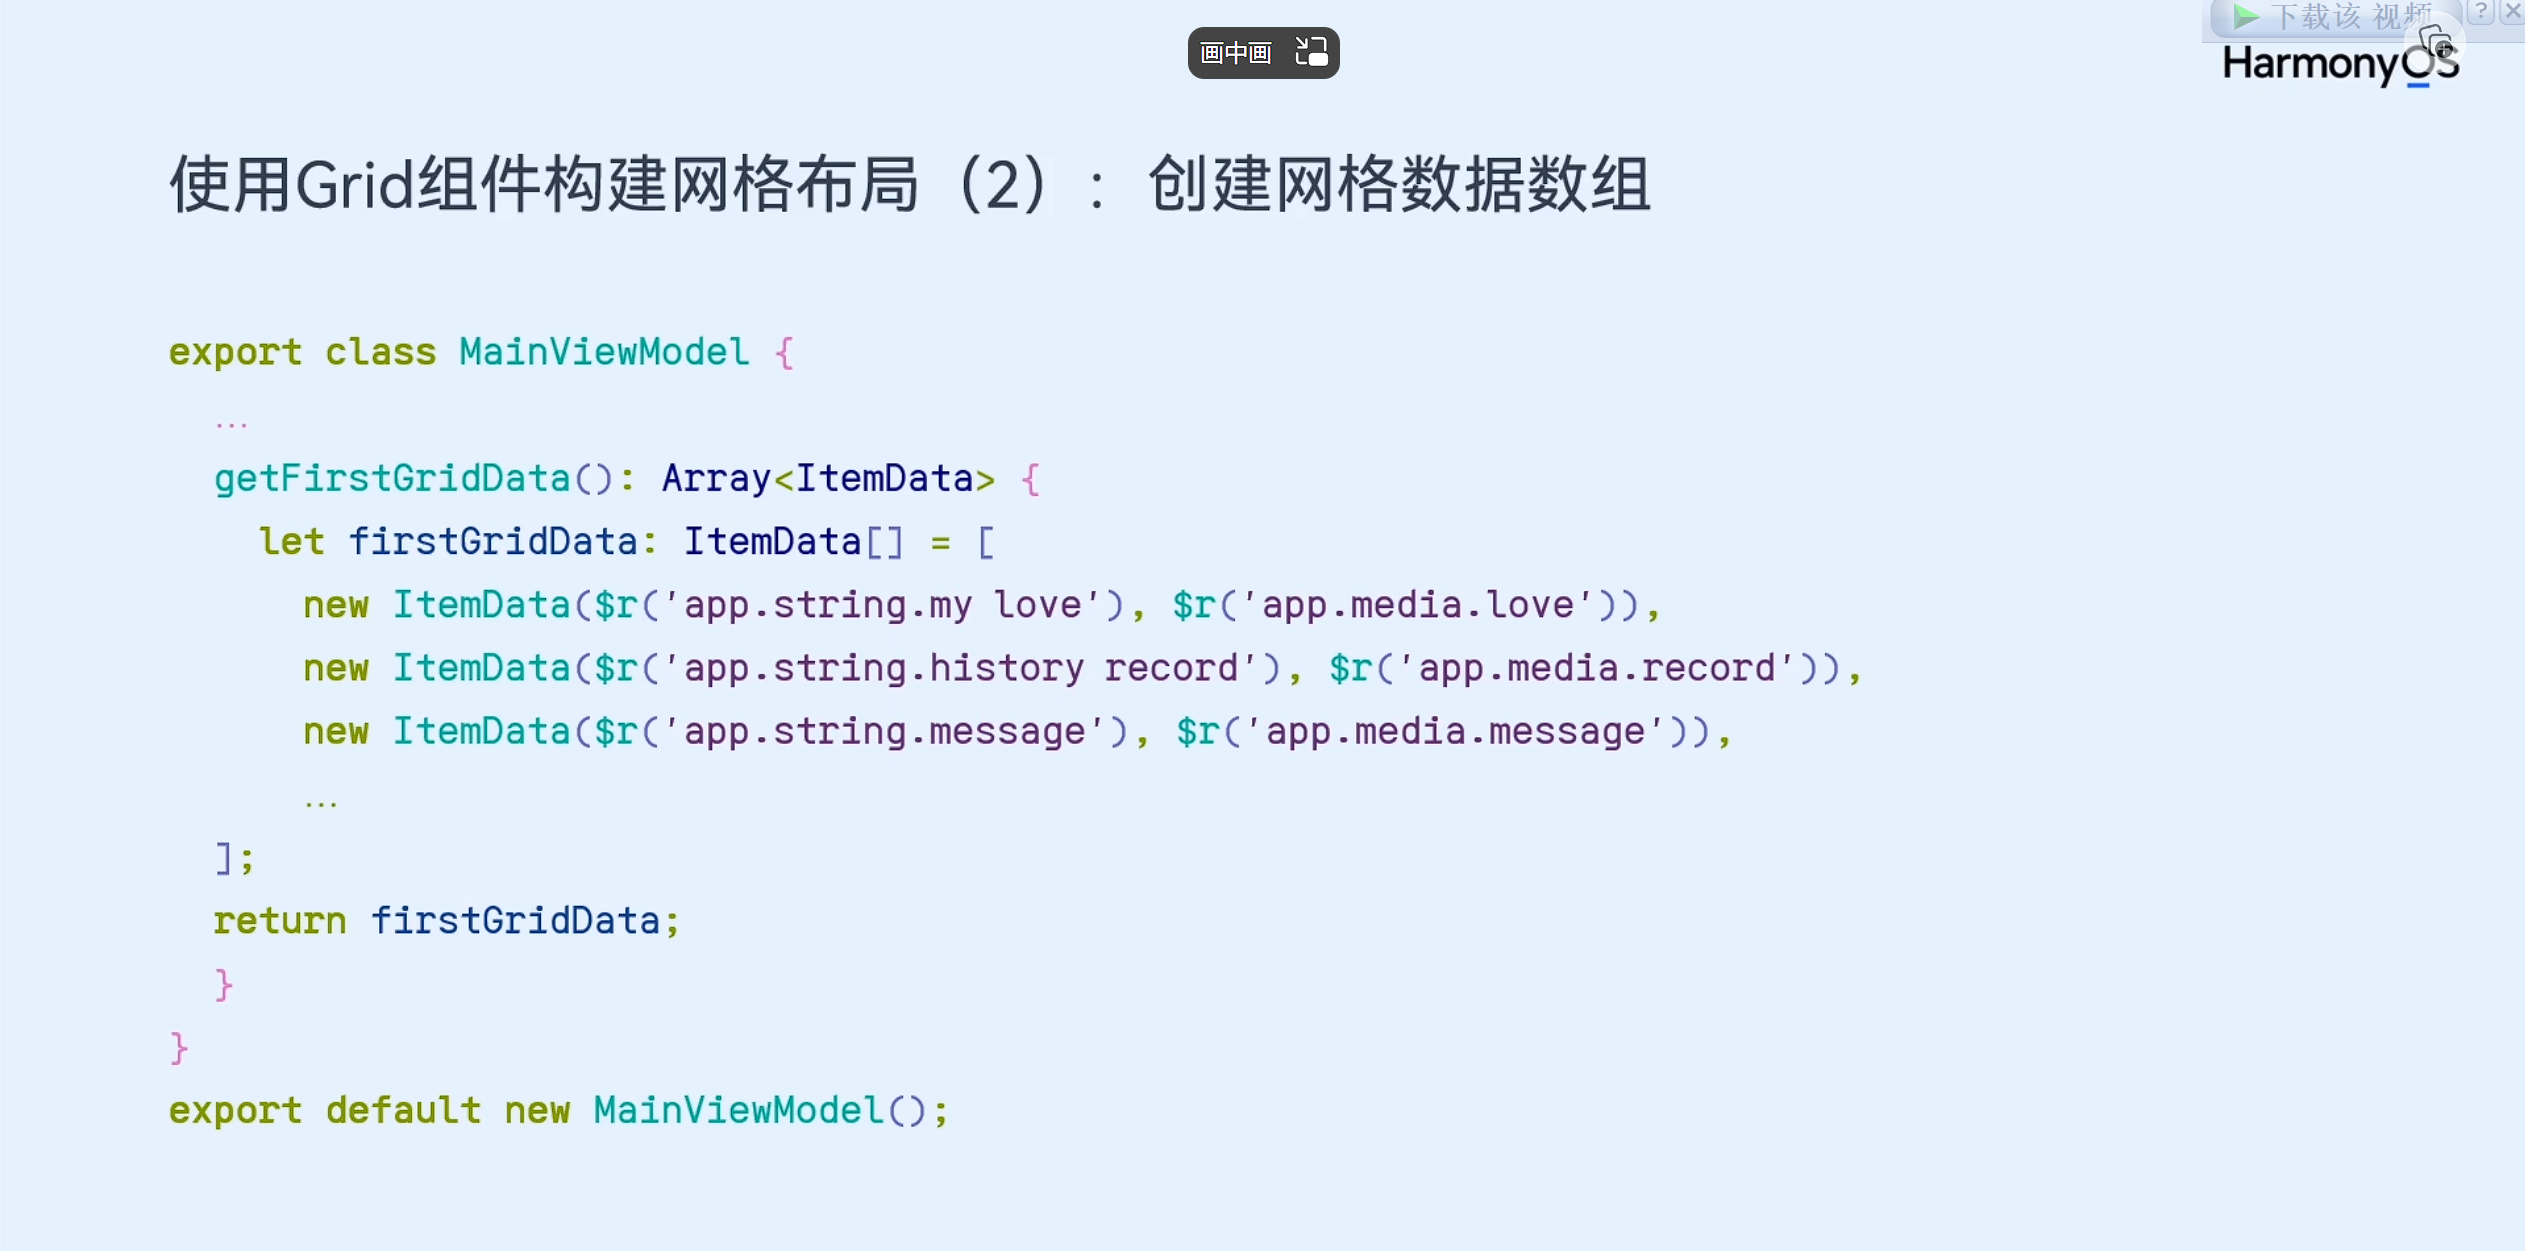 下载该 视频
画中画
HarmonyOS
使用Grid组件构建网格布局（2）：创建网格数据数组
export class MainViewModel {
...
getFirstGridData(): Array<ItemData> {
let firstGridData: ItemData[] = [
new ItemData($r('app.string.my love'), $r('app.media.love')),
new ItemData($r('app.string.history record'), $r('app.media.record')),
new ItemData($r('app.string.message'), $r('app.media.message')),
...
];
return firstGridData;
}
}
export default new MainViewModel();